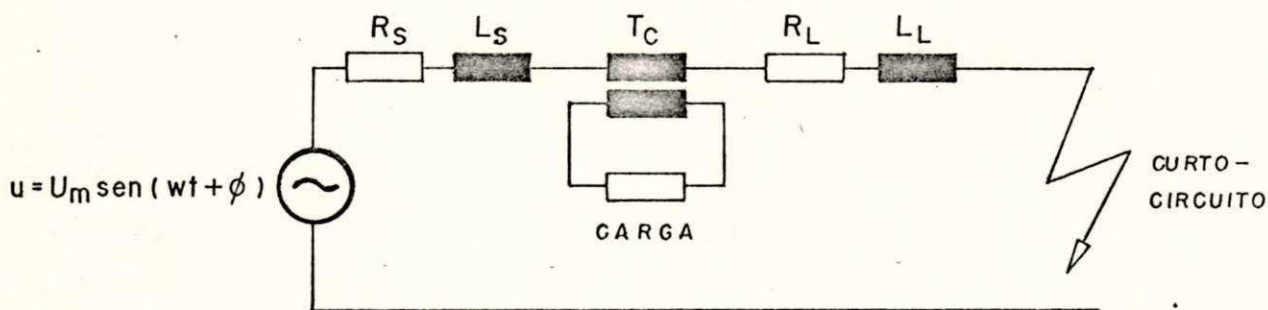 R_S L_S T_C R_L L_L
u = U_m sen ( wt + ϕ )
CARGA
CURTO-
CIRCUITO